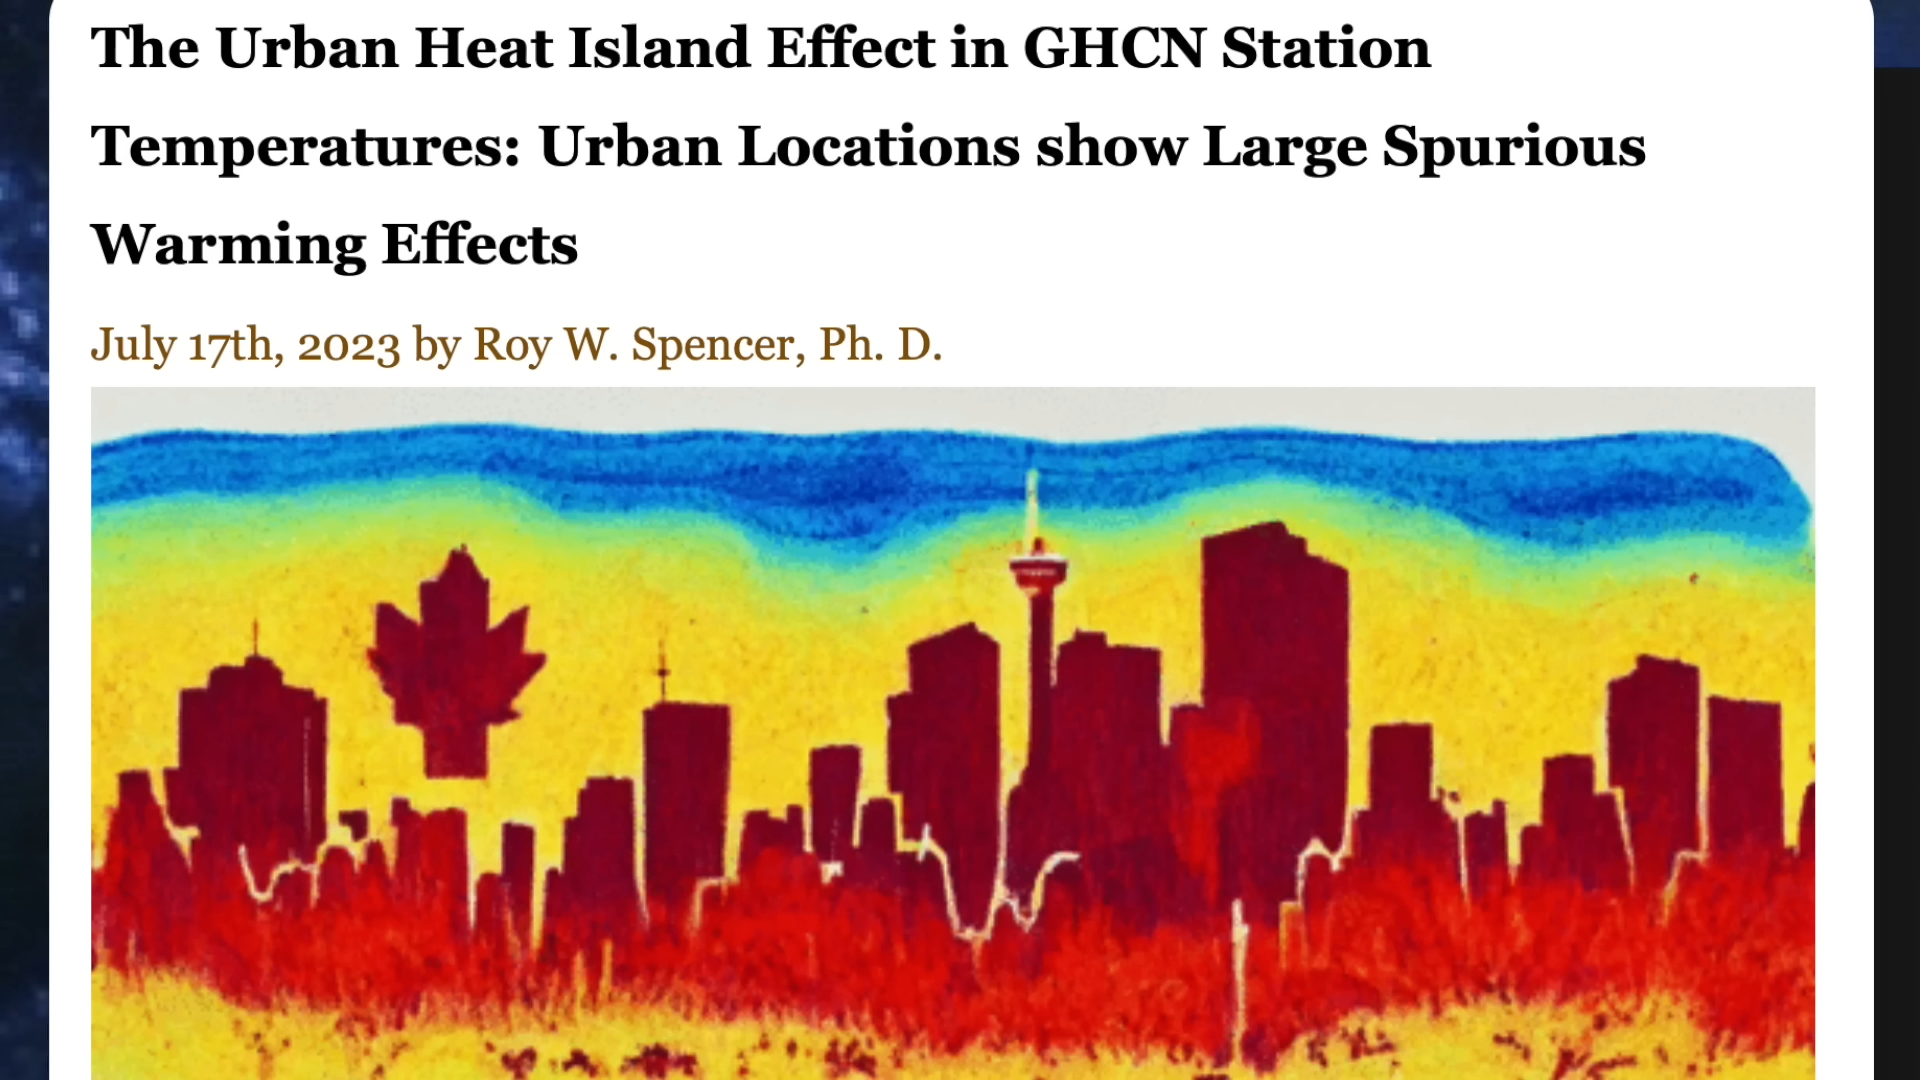 The Urban Heat Island Effect in GHCN Station
Temperatures: Urban Locations show Large Spurious
Warming Effects
July 17th, 2023 by Roy W. Spencer, Ph. D.